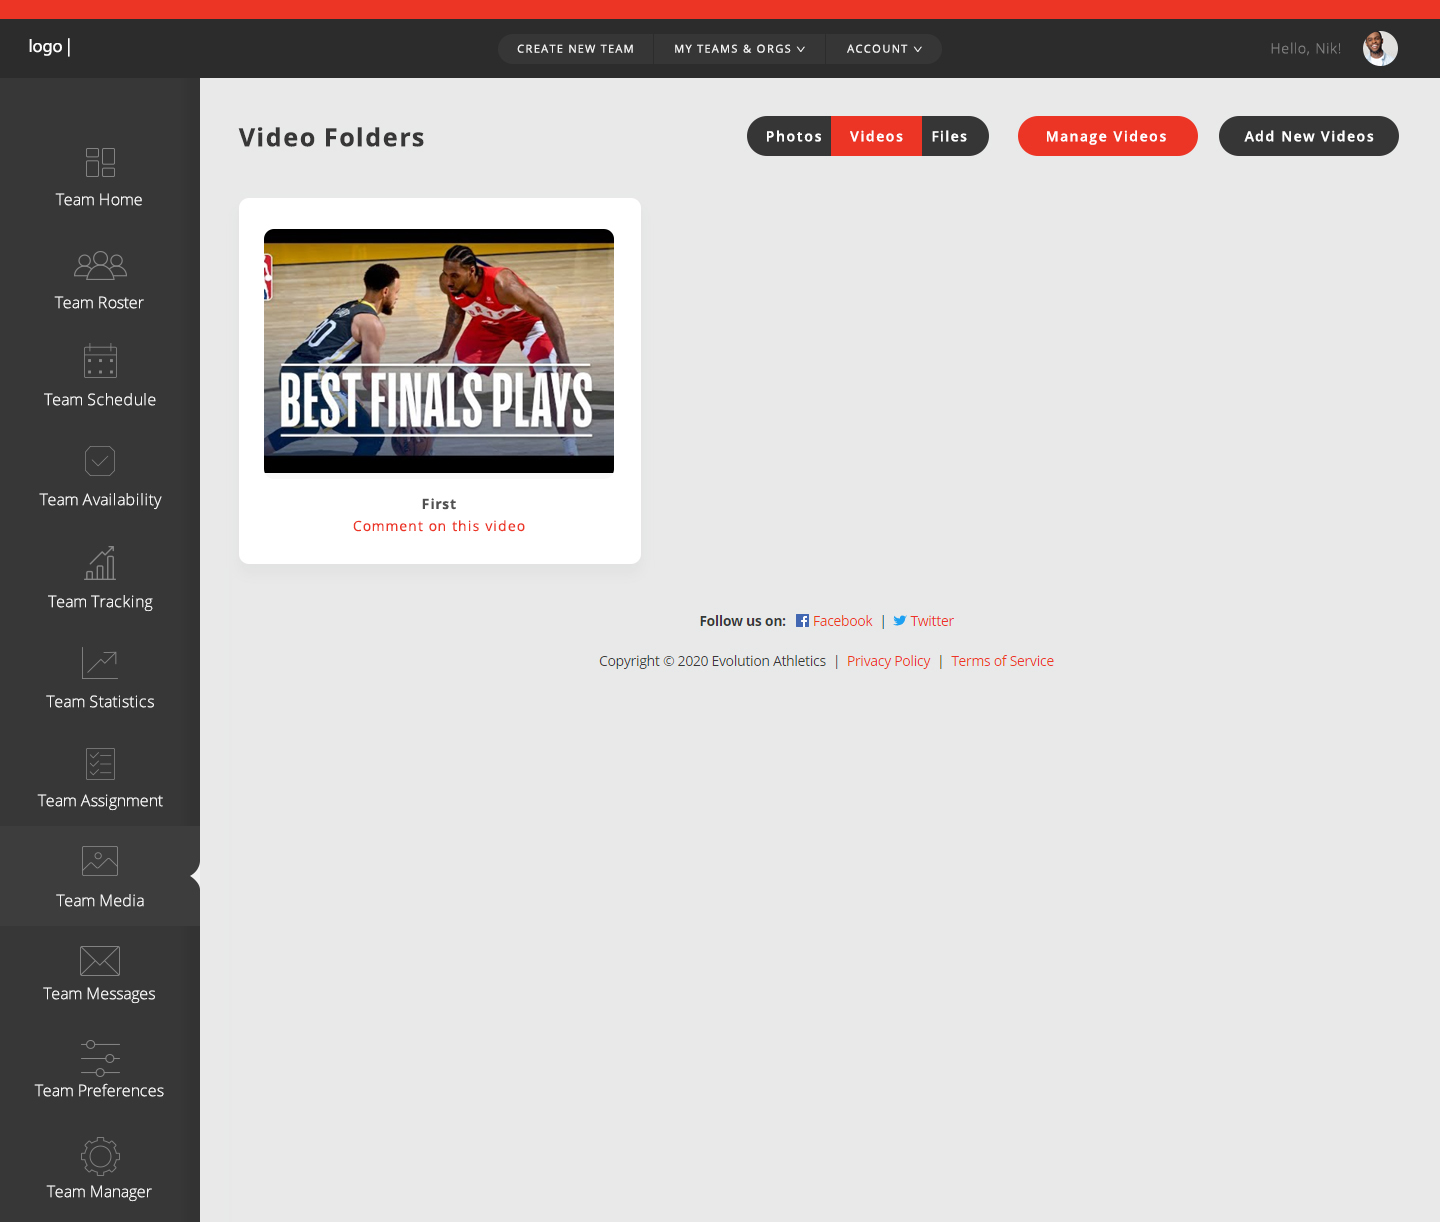 logo |
CREATE NEW TEAM
MY TEAMS & ORGS
ACCOUNT
Hello, Nik!
Team Home
Team Roster
Team Schedule
Team Availability
Team Tracking
Team Statistics
Team Assignment
Team Media
Team Messages
Team Preferences
Team Manager
Video Folders
Photos
Videos
Files
Manage Videos
Add New Videos
30
BEST FINALS PLAYS
First
Comment on this video
Follow us on: Facebook | Twitter
Copyright © 2020 Evolution Athletics | Privacy Policy | Terms of Service